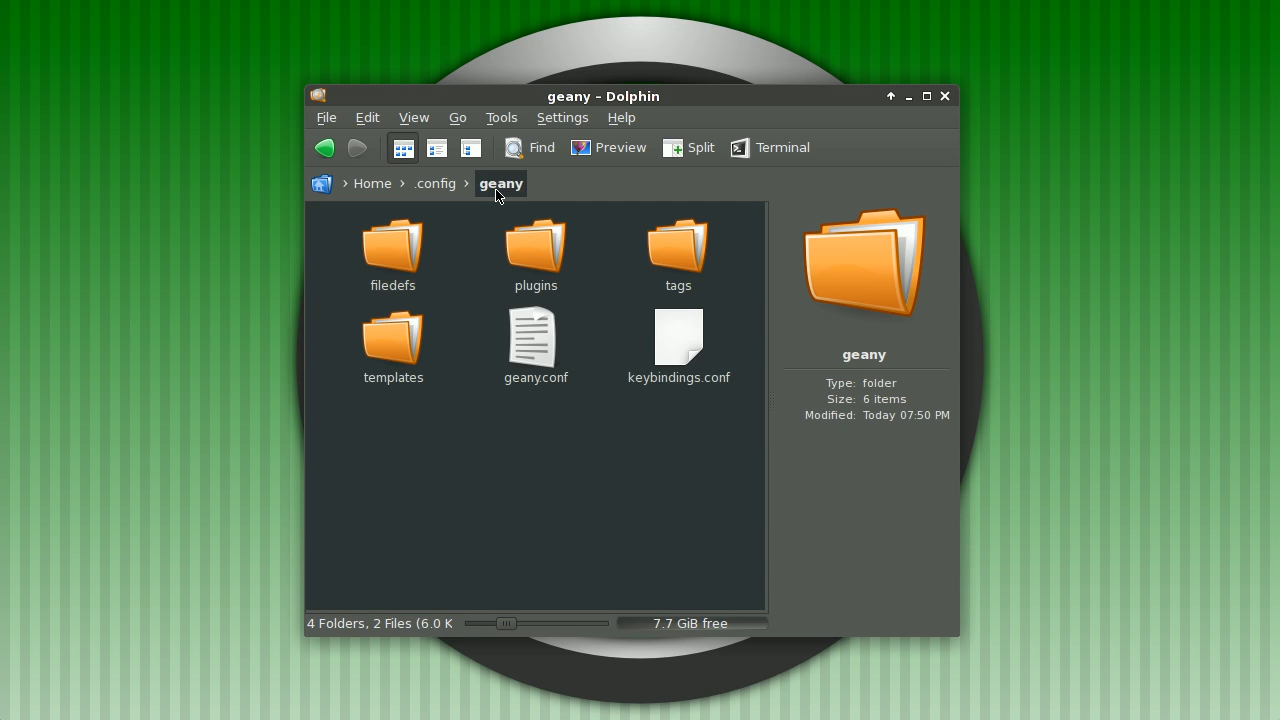 geany – Dolphin
File Edit View Go Tools Settings Help
Find Preview Split Terminal
Home .config geany
filedefs plugins tags
templates geany.conf keybindings.conf
geany
Type: folder
Size: 6 items
Modified: Today 07:50 PM
4 Folders, 2 Files (6.0 K 7.7 GiB free